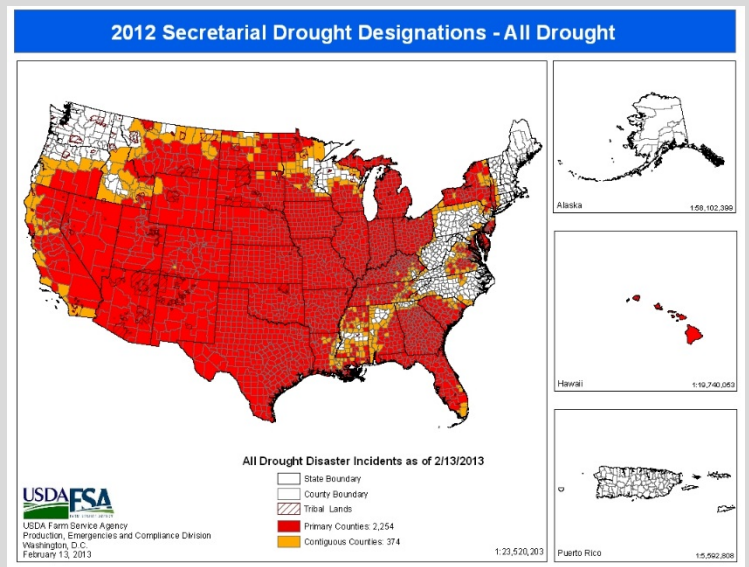 2012 Secretarial Drought Designations - All Drought
Alaska
1:58,102,399
Hawaii
1:19,740,053
Puerto Rico
1:5,592,808
All Drought Disaster Incidents as of 2/13/2013
State Boundary
County Boundary
Tribal Lands
Primary Counties: 2,254
Contiguous Counties: 374
1:23,520,203
USDA FSA
USDA Farm Service Agency
Production, Emergencies and Compliance Division
Washington, D.C.
February 13, 2013